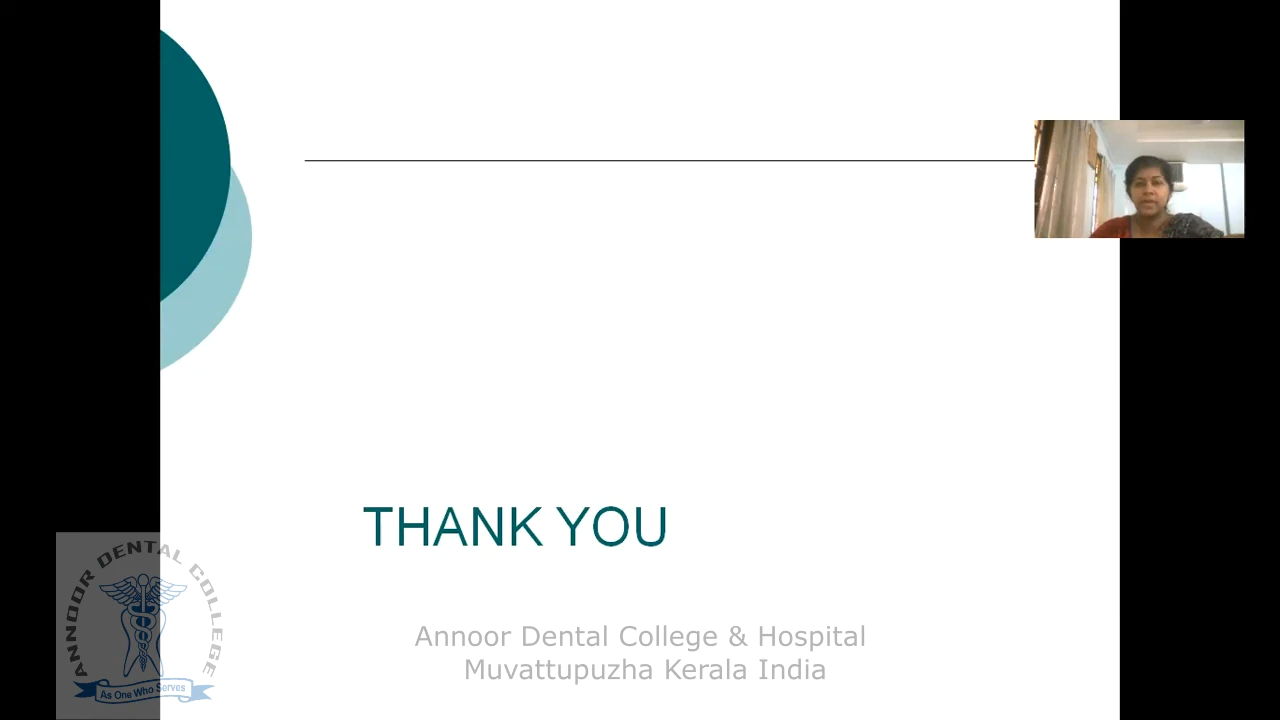 THANK YOU
Annoor Dental College & Hospital
Muvattupuzha Kerala India
ANNOOR DENTAL COLLEGE
As One Who Serves